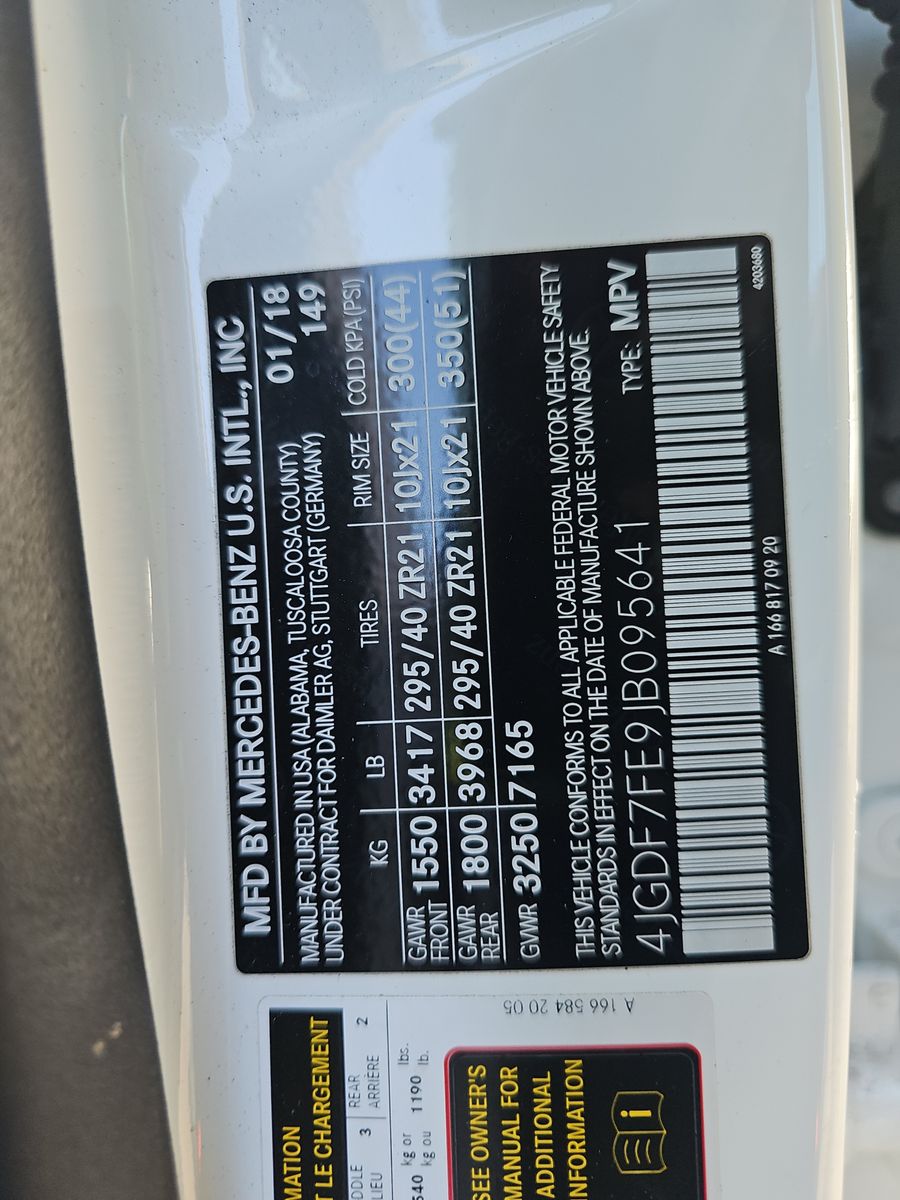 MFD BY MERCEDES-BENZ U.S. INTL., INC
01/18
MANUFACTURED IN USA (ALABAMA, TUSCALOOSA COUNTY) 149
UNDER CONTRACT FOR DAIMLER AG, STUTTGART (GERMANY)
KG LB TIRES RIM SIZE COLD KPA (PSI)
GAWR FRONT 1550 3417 295/40 ZR21 10Jx21 300(44)
GAWR REAR 1800 3968 295/40 ZR21 10Jx21 350(51)
GVWR 3250 7165
THIS VEHICLE CONFORMS TO ALL APPLICABLE FEDERAL MOTOR VEHICLE SAFETY
STANDARDS IN EFFECT ON THE DATE OF MANUFACTURE SHOWN ABOVE.
4JGDF7FE9JB095641 TYPE: MPV
A 166 817 09 20 4203680
MATION
T LE CHARGEMENT
DDLE 3 REAR 2
LIEU ARRIÈRE
540 kg or 1190 lbs.
kg ou lb.
SEE OWNER'S
MANUAL FOR
ADDITIONAL
NFORMATION
i
A 166 584 20 05